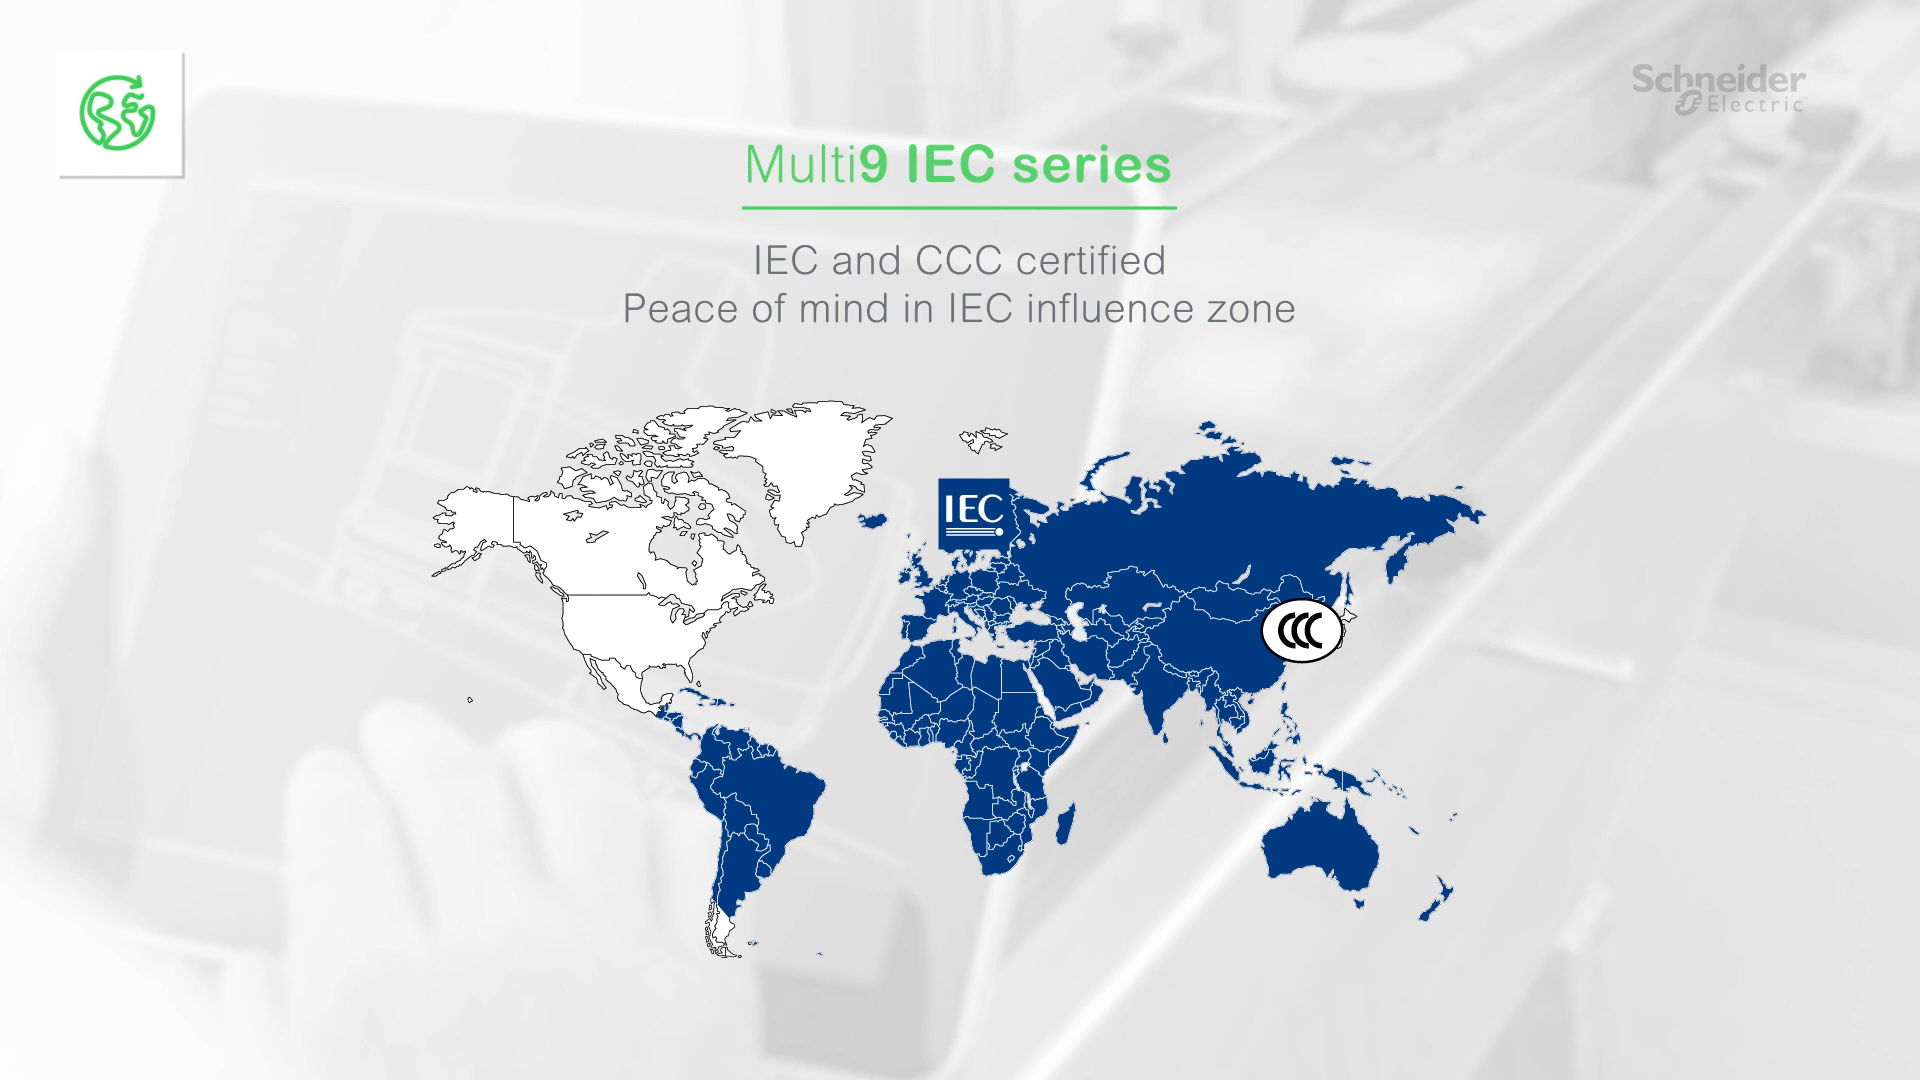 Schneider
Electric
Multi9 IEC series
IEC and CCC certified
Peace of mind in IEC influence zone
IEC
CCC